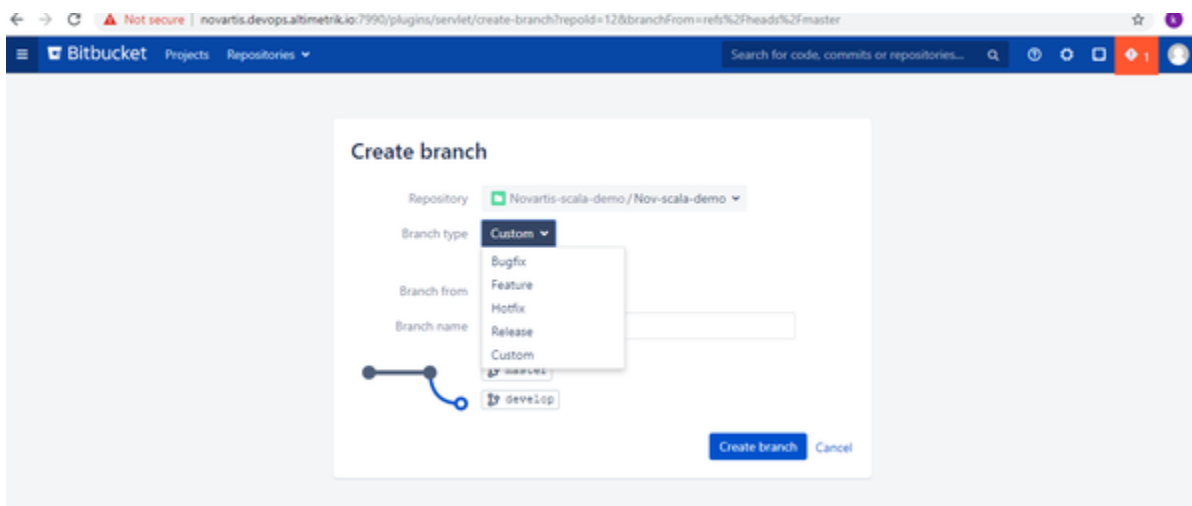 Not secure | novartis.devops.altimetrik.io:7990/plugins/servlet/create-branch?repoId=12&branchFrom=refs%2Fheads%2Fmaster k
Bitbucket Projects Repositories Search for code, commits or repositories... 1
Create branch
Repository Novartis-scala-demo / Nov-scala-demo
Branch type Custom
Bugfix
Branch from Feature
Hotfix
Branch name Release
Custom
master
develop
Create branch Cancel